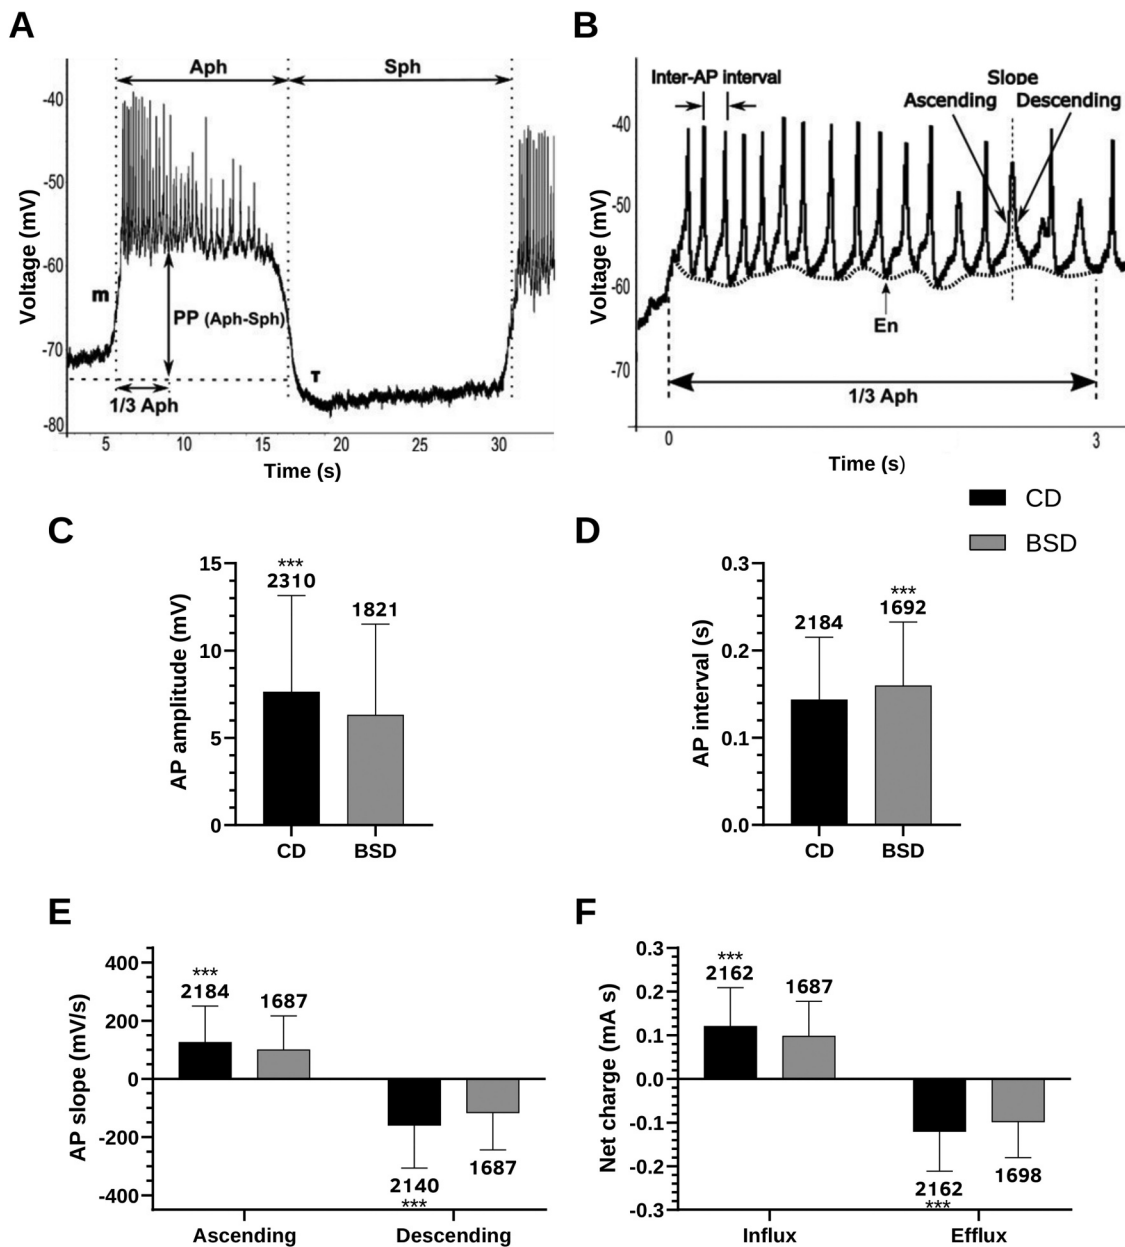 A
Aph
Sph
-40
-50
-60
-70
-80
Voltage (mV)
m
PP (Aph-Sph)
T
1/3 Aph
5
10
15
20
25
30
Time (s)
B
Inter-AP interval
Slope
Ascending
Descending
-40
-50
-60
-70
Voltage (mV)
En
1/3 Aph
0
3
Time (s)
CD
BSD
C
15
10
5
0
AP amplitude (mV)
***
2310
1821
CD
BSD
D
0.3
0.2
0.1
0.0
AP interval (s)
2184
***
1692
CD
BSD
E
400
200
0
-200
-400
AP slope (mV/s)
***
2184
1687
2140
***
1687
Ascending
Descending
F
0.3
0.2
0.1
0.0
-0.1
-0.2
-0.3
Net charge (mA s)
***
2162
1687
2162
***
1698
Influx
Efflux